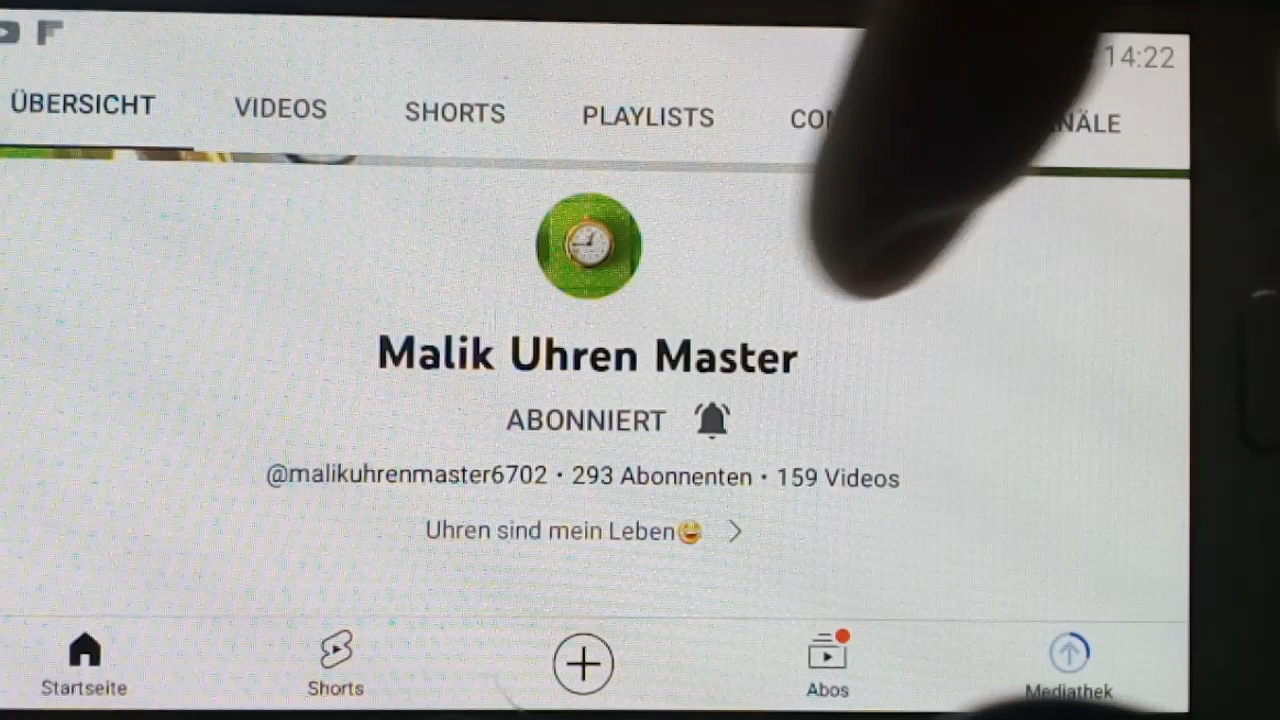 14:22
ÜBERSICHT VIDEOS SHORTS PLAYLISTS
Malik Uhren Master
ABONNIERT
@malikuhrenmaster6702 • 293 Abonnenten • 159 Videos
Uhren sind mein Leben😄
Startseite Shorts Abos Mediathek